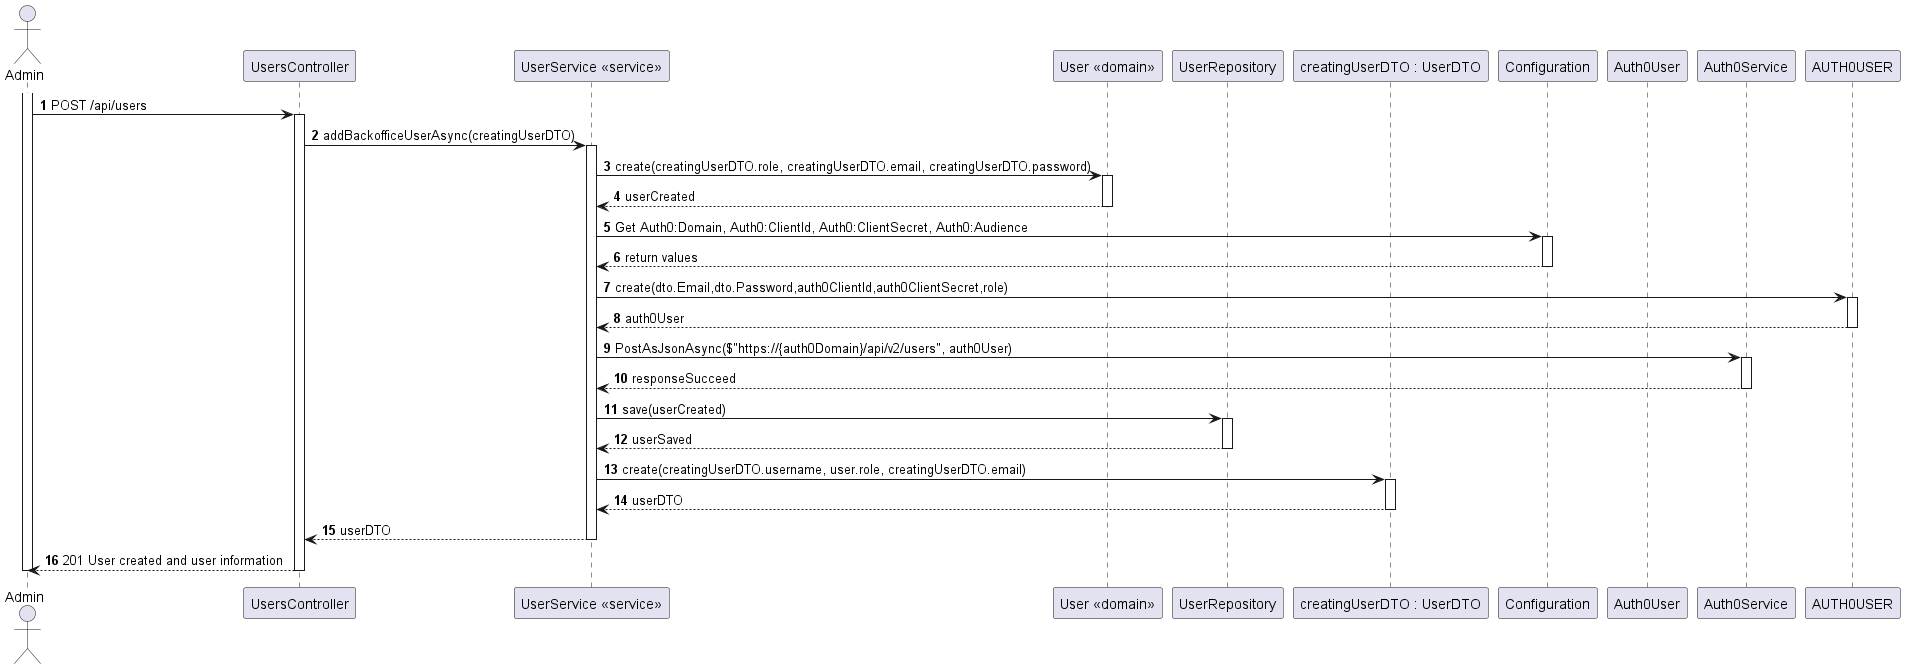 Admin
UsersController
UserService «service»
User «domain»
UserRepository
creatingUserDTO : UserDTO
Configuration
Auth0User
Auth0Service
AUTH0USER
1 POST /api/users
2 addBackofficeUserAsync(creatingUserDTO)
3 create(creatingUserDTO.role, creatingUserDTO.email, creatingUserDTO.password)
4 userCreated
5 Get Auth0:Domain, Auth0:ClientId, Auth0:ClientSecret, Auth0:Audience
6 return values
7 create(dto.Email,dto.Password,auth0ClientId,auth0ClientSecret,role)
8 auth0User
9 PostAsJsonAsync($"https://{auth0Domain}/api/v2/users", auth0User)
10 responseSucceed
11 save(userCreated)
12 userSaved
13 create(creatingUserDTO.username, user.role, creatingUserDTO.email)
14 userDTO
15 userDTO
16 201 User created and user information
Admin
UsersController
UserService «service»
User «domain»
UserRepository
creatingUserDTO : UserDTO
Configuration
Auth0User
Auth0Service
AUTH0USER